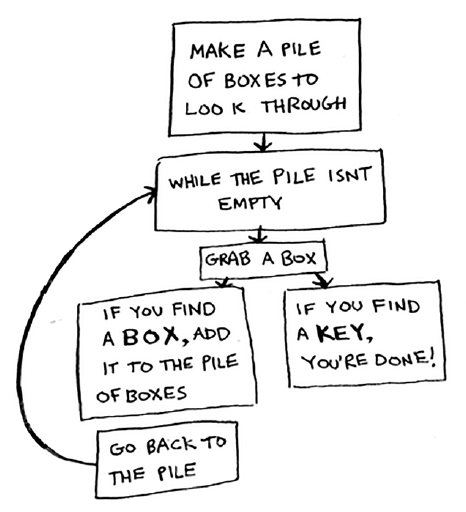 MAKE A PILE
OF BOXES TO
LOOK THROUGH
WHILE THE PILE ISNT
EMPTY
GRAB A BOX
IF YOU FIND
A BOX, ADD
IT TO THE PILE
OF BOXES
IF YOU FIND
A KEY,
YOU'RE DONE!
GO BACK TO
THE PILE